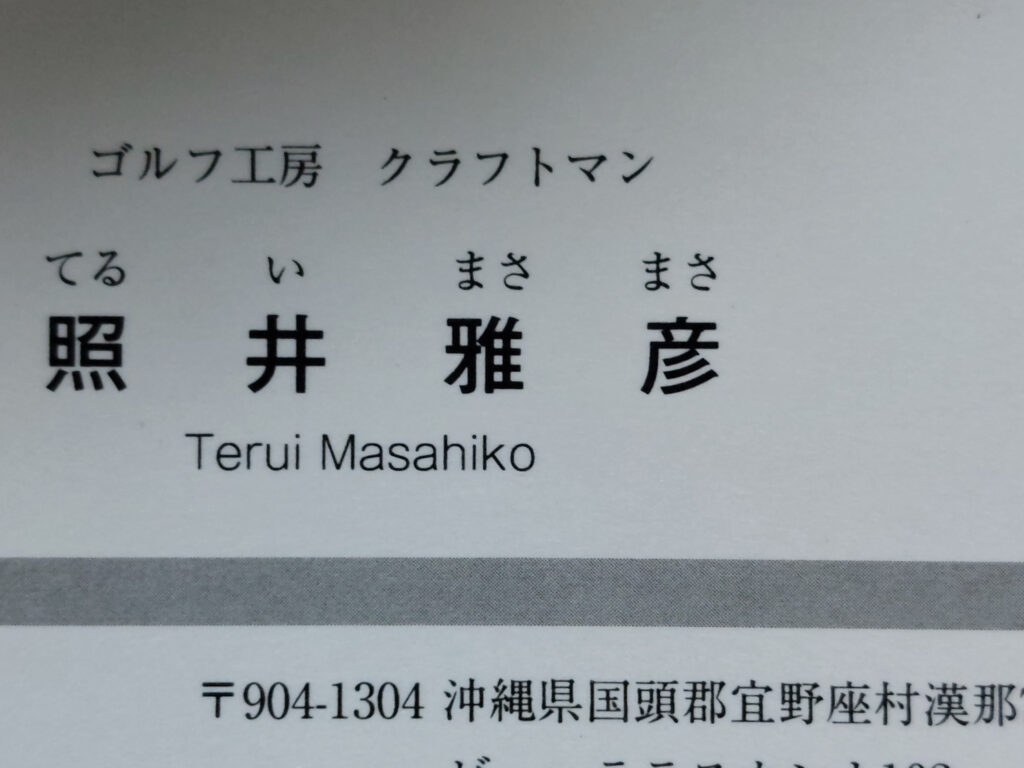 ゴルフ工房　クラフトマン
てる い まさ まさ
照 井 雅 彦
Terui Masahiko
〒904-1304 沖縄県国頭郡宜野座村漢那